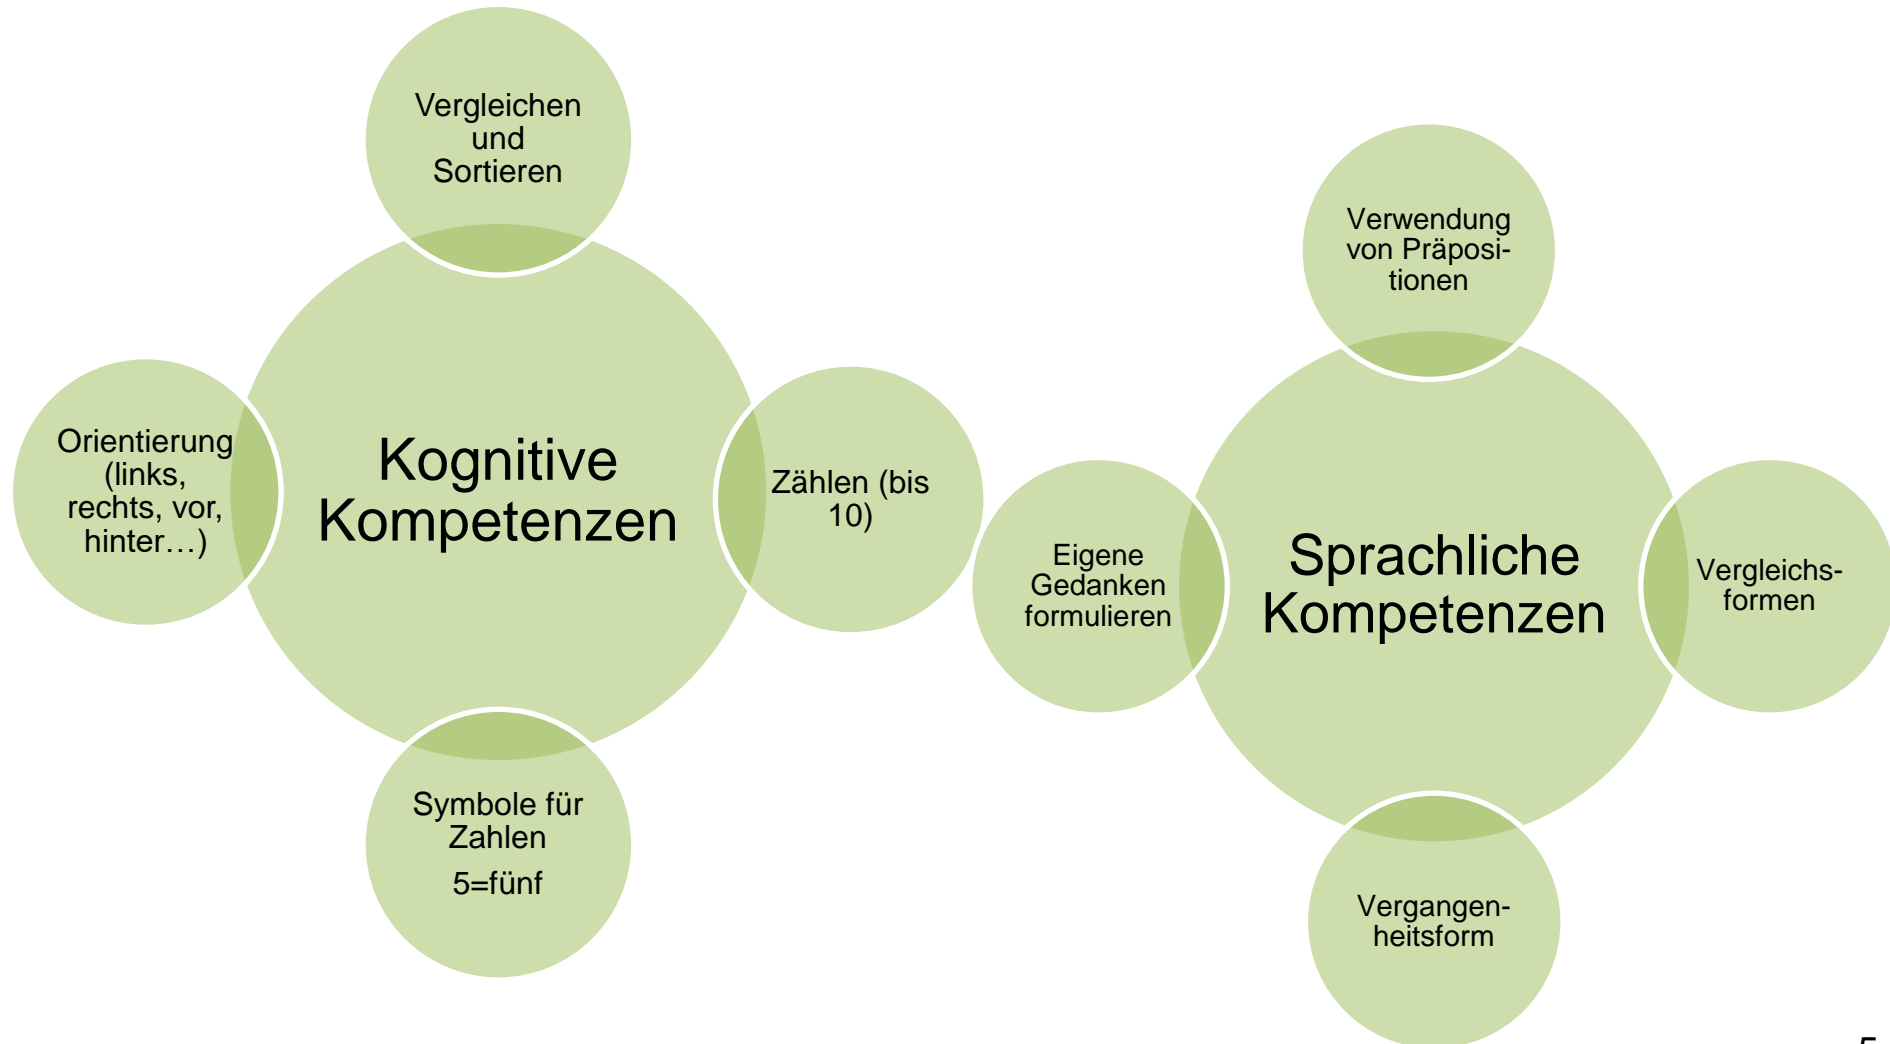 Vergleichen
und
Sortieren
Orientierung
(links,
rechts, vor,
hinter…)
Kognitive
Kompetenzen
Zählen (bis
10)
Symbole für
Zahlen
5=fünf
Verwendung
von Präposi-
tionen
Eigene
Gedanken
formulieren
Sprachliche
Kompetenzen
Vergleichs-
formen
Vergangen-
heitsform
5